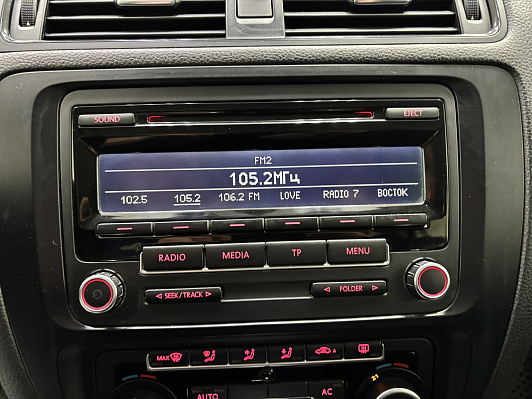 SOUND EJECT
FM2
105.2МГц
102.5 105.2 106.2 FM LOVE RADIO 7 ВОСТОК
RADIO MEDIA TP MENU
SEEK/TRACK FOLDER
MAX A
AUTO AC 21